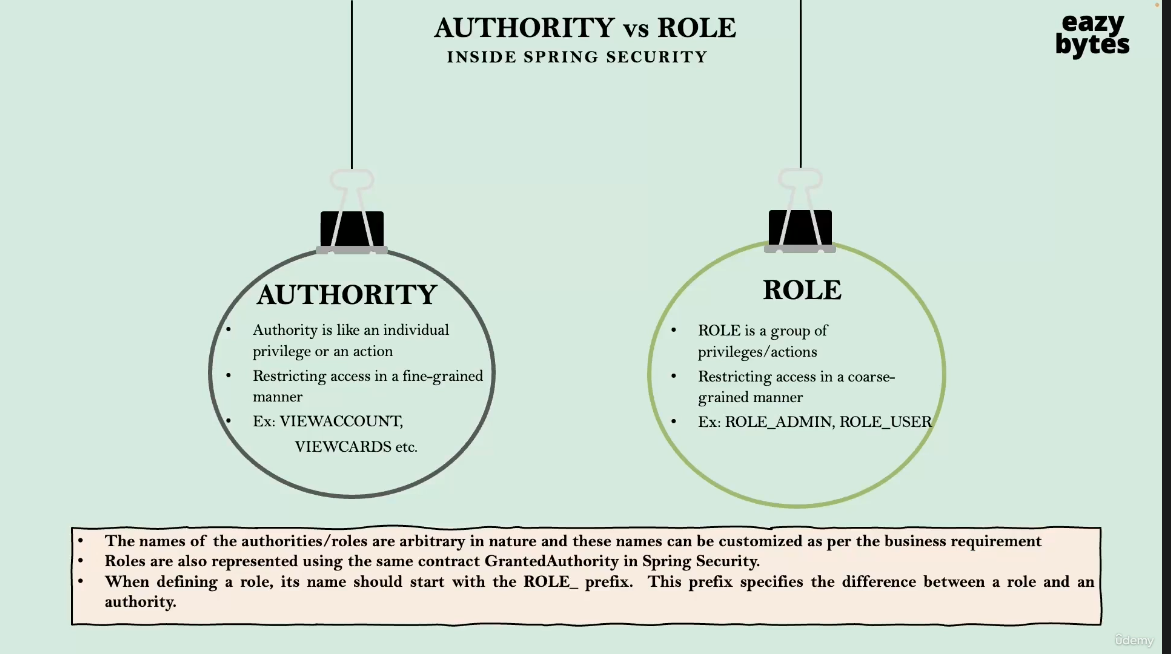 AUTHORITY vs ROLE
INSIDE SPRING SECURITY
eazy
bytes
AUTHORITY
• Authority is like an individual
privilege or an action
• Restricting access in a fine-grained
manner
• Ex: VIEWACCOUNT,
VIEWCARDS etc.
ROLE
• ROLE is a group of
privileges/actions
• Restricting access in a coarse-
grained manner
• Ex: ROLE_ADMIN, ROLE_USER
• The names of the authorities/roles are arbitrary in nature and these names can be customized as per the business requirement
• Roles are also represented using the same contract GrantedAuthority in Spring Security.
• When defining a role, its name should start with the ROLE_ prefix. This prefix specifies the difference between a role and an
authority.
ûdemy